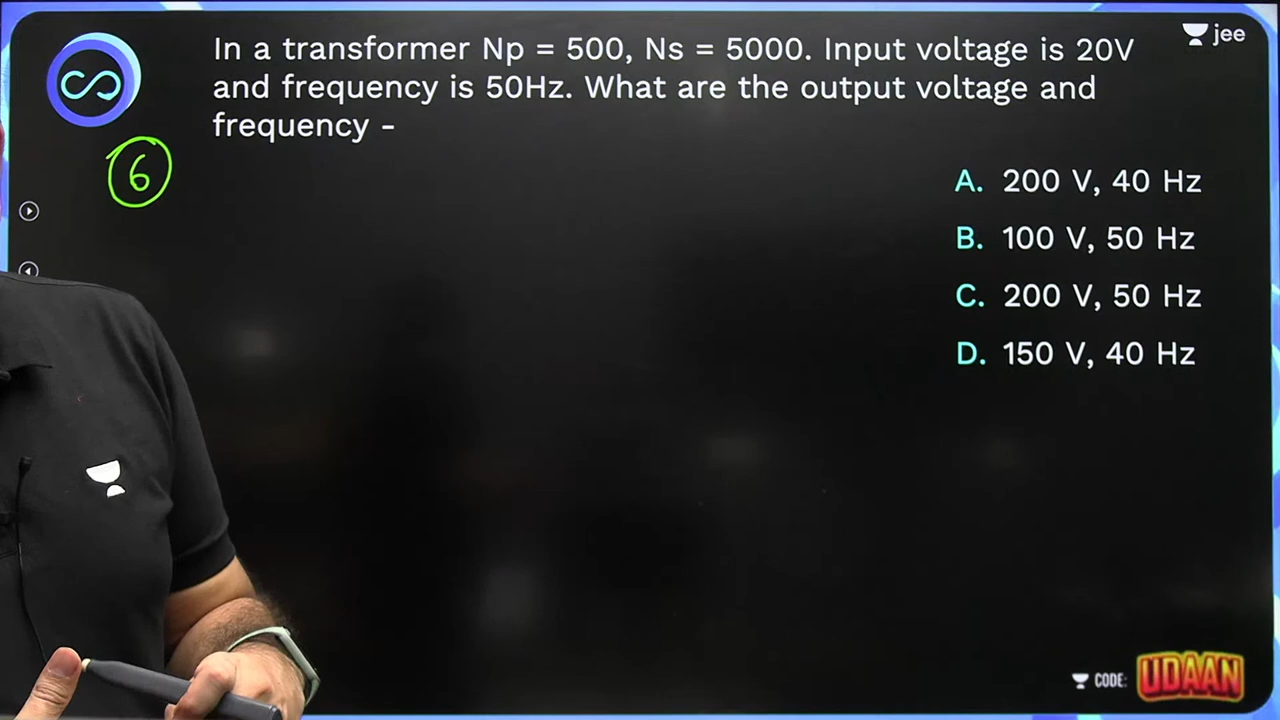 In a transformer Np = 500, Ns = 5000. Input voltage is 20V
and frequency is 50Hz. What are the output voltage and
frequency -
6
A. 200 V, 40 Hz
B. 100 V, 50 Hz
C. 200 V, 50 Hz
D. 150 V, 40 Hz
jee
CODE: UDAAN